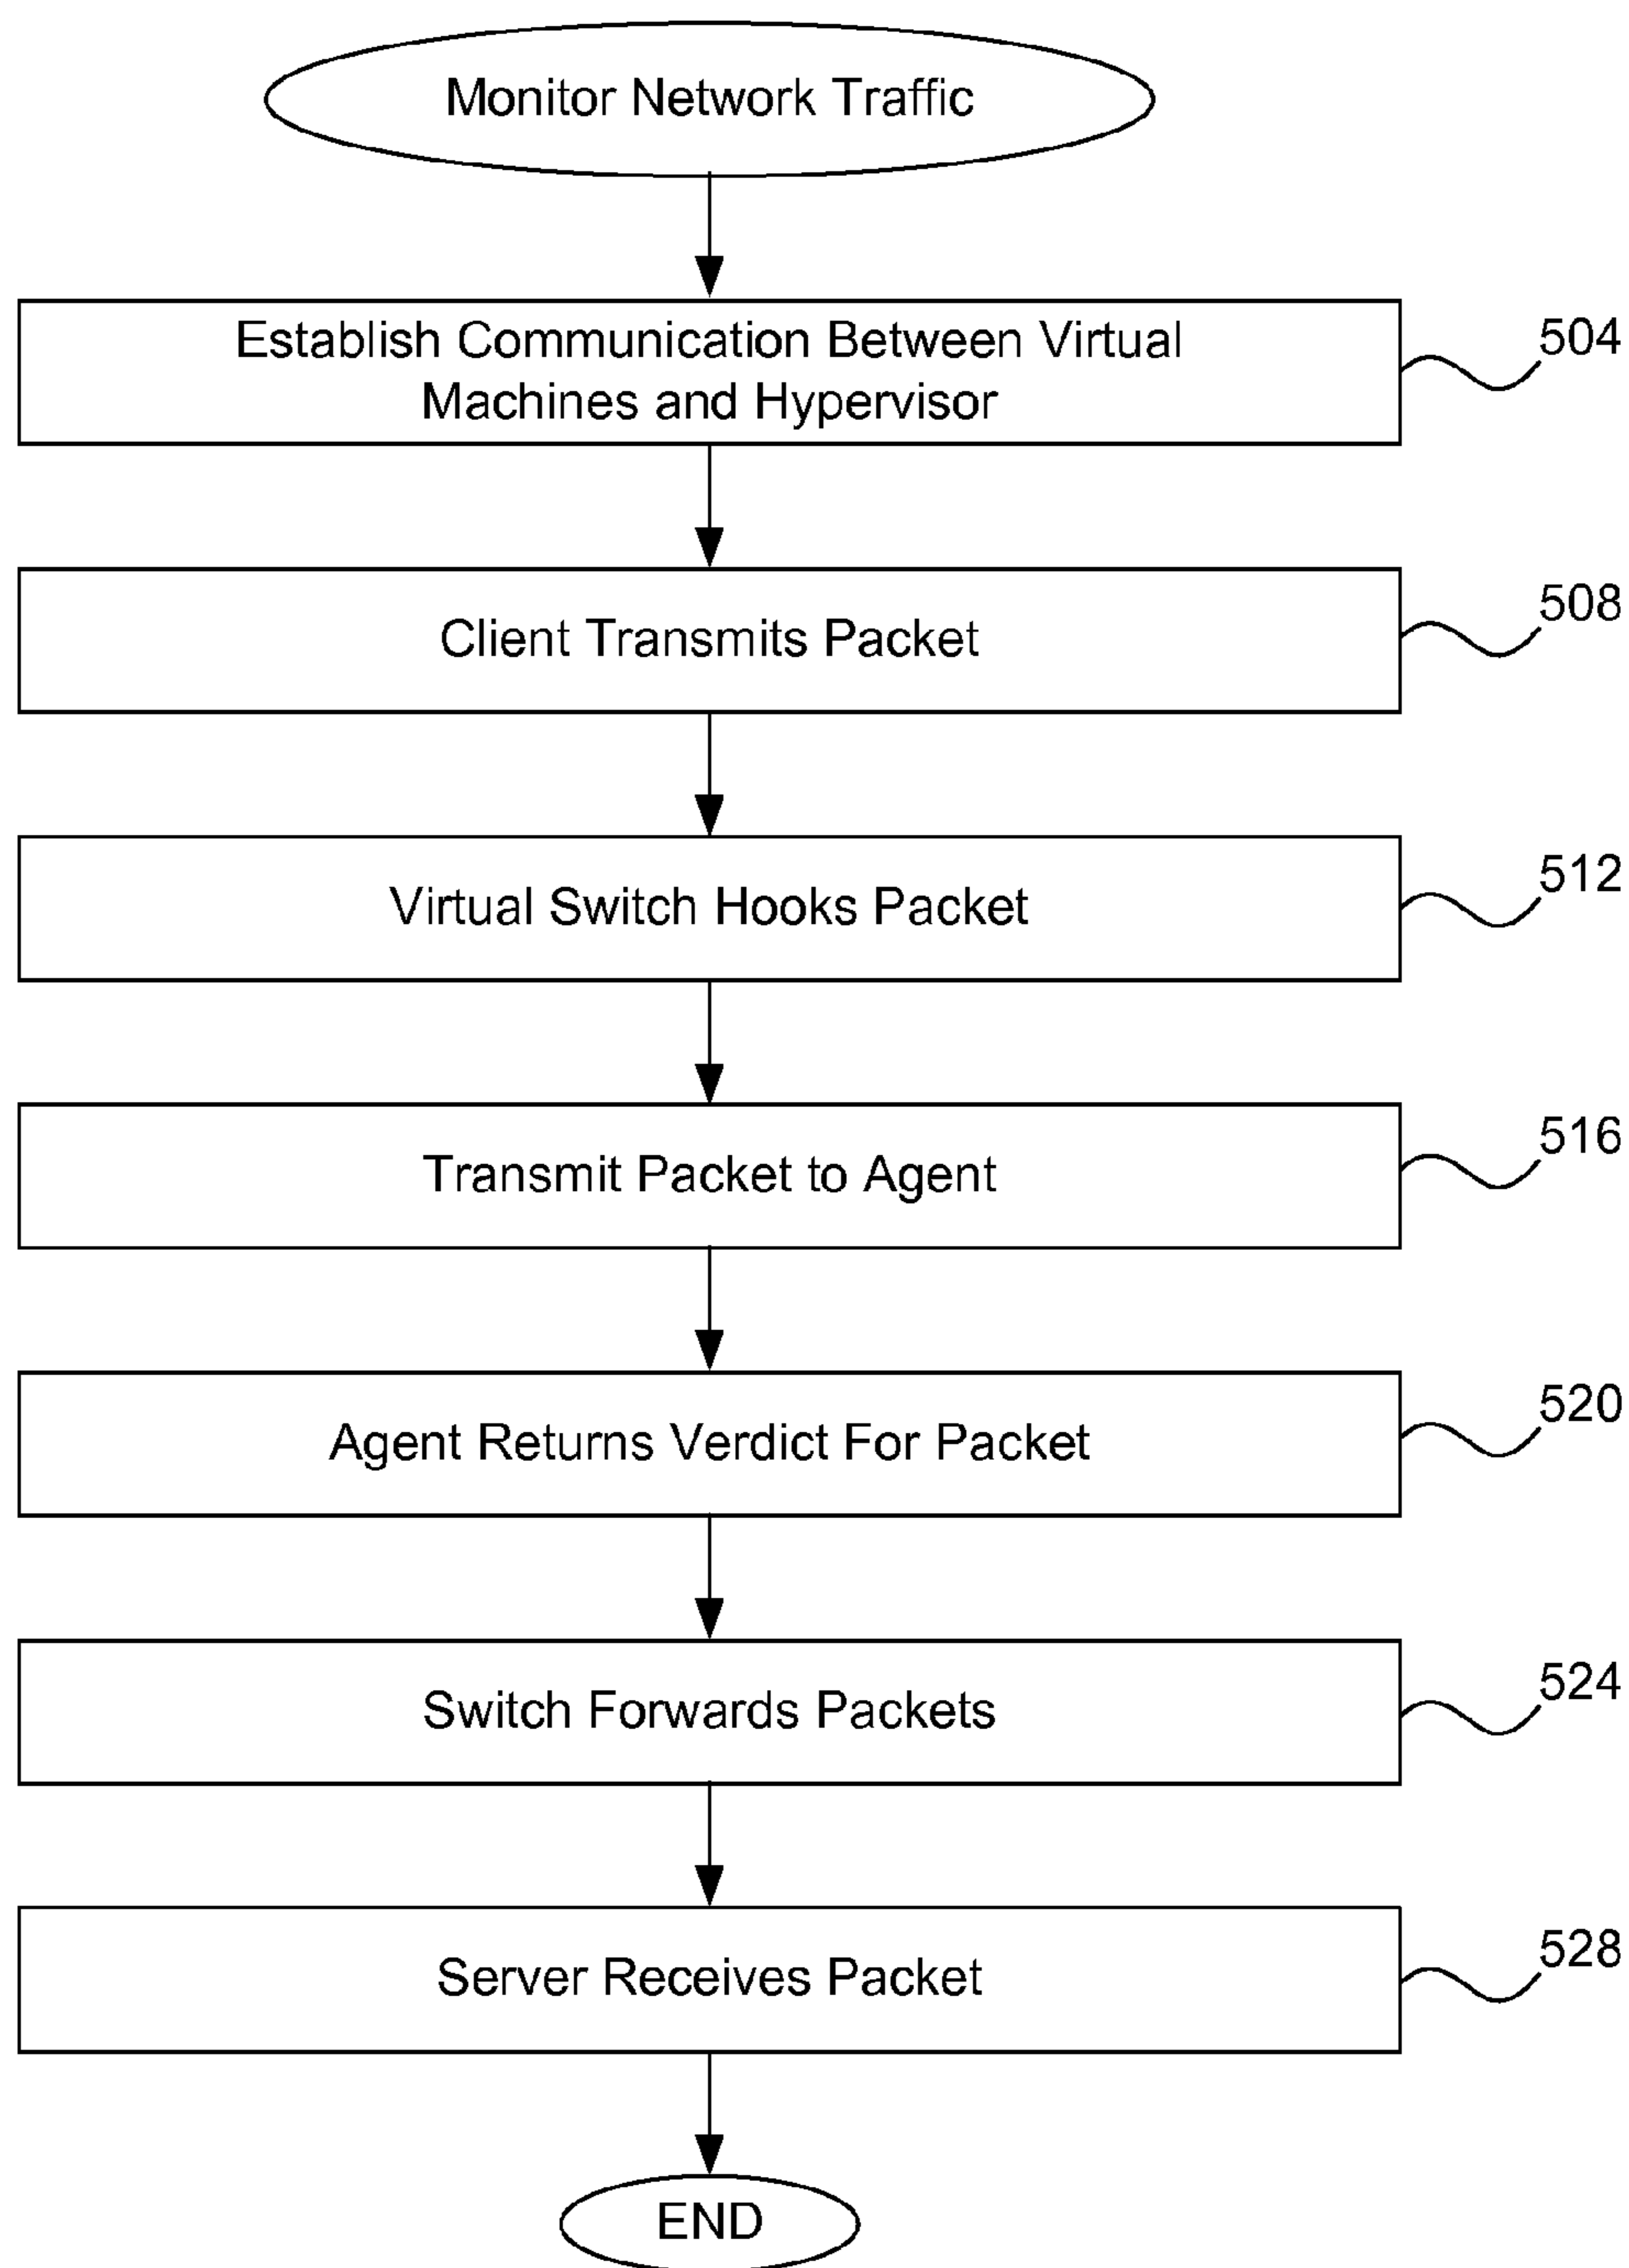 Monitor Network Traffic
Establish Communication Between Virtual
Machines and Hypervisor
504
Client Transmits Packet
508
Virtual Switch Hooks Packet
512
Transmit Packet to Agent
516
Agent Returns Verdict For Packet
520
Switch Forwards Packets
524
Server Receives Packet
528
END